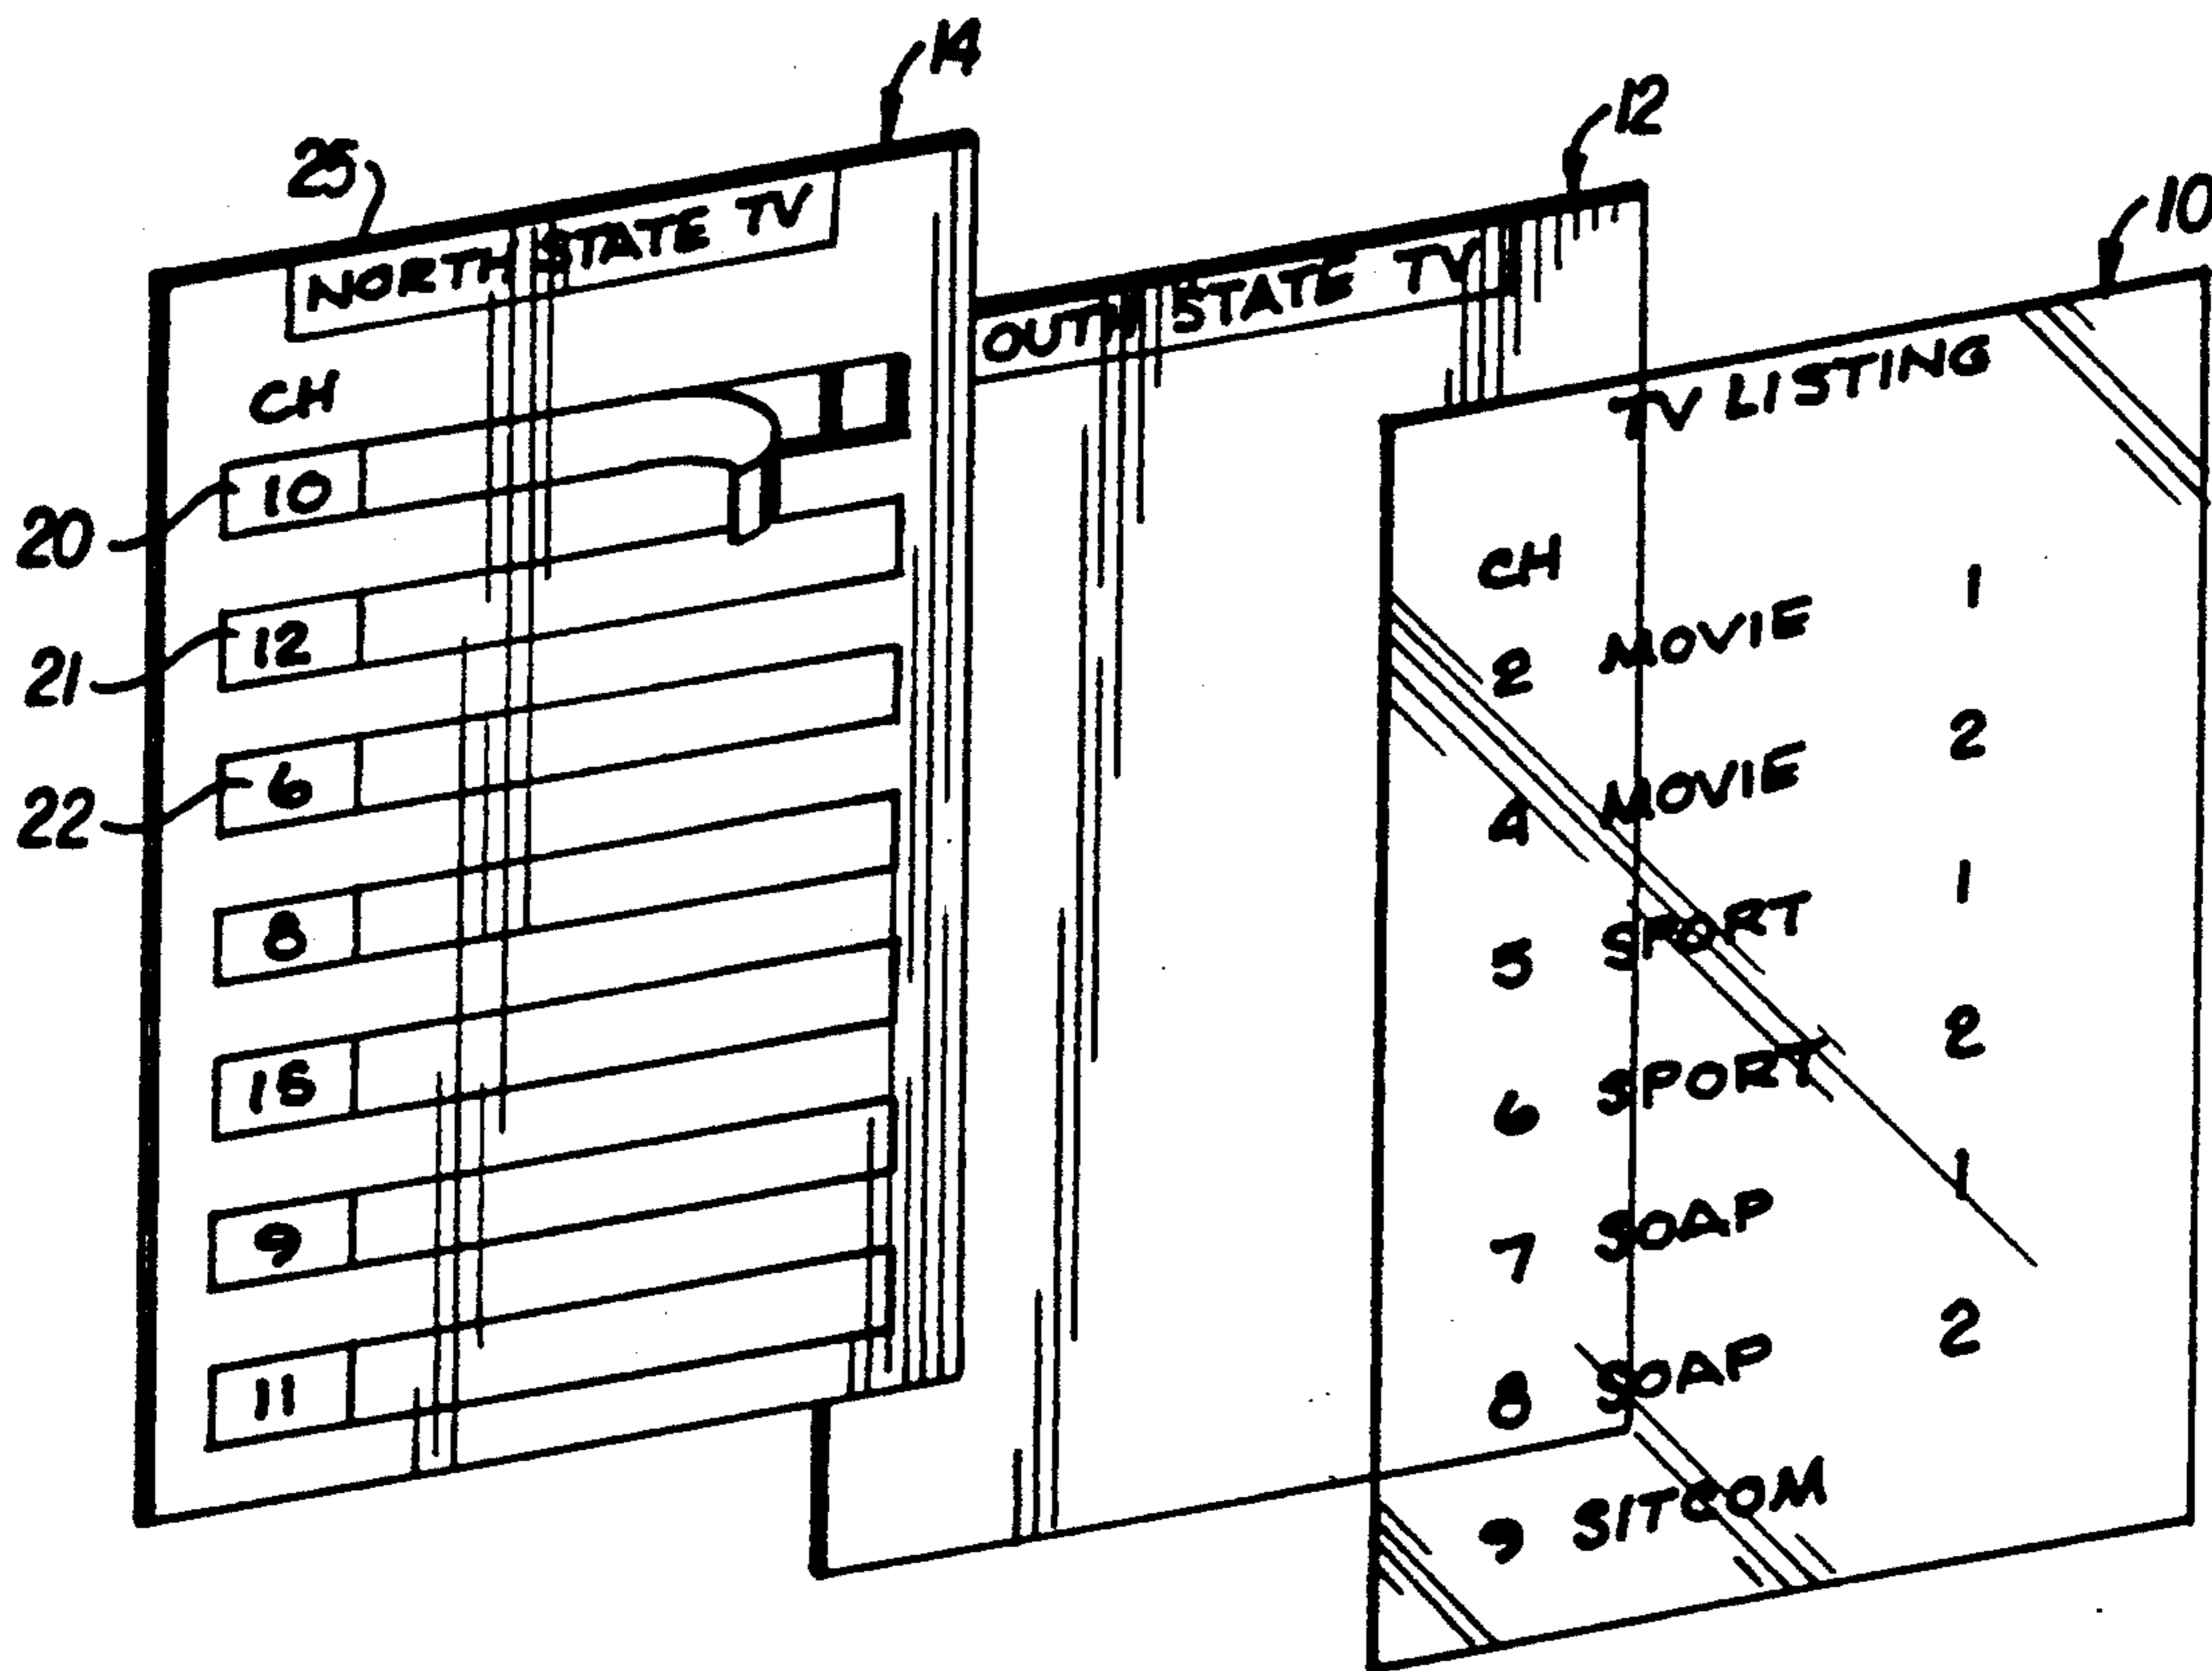 14
12
10
25
NORTH STATE TV
OUTH STATE TV
TV LISTING
CH
10
12
6
8
15
9
11
20
21
22
CH
MOVIE 1
2
MOVIE 2
4
SPORT 1
5
SPORT 2
6
SOAP 1
7
SOAP 2
8
9 SITCOM